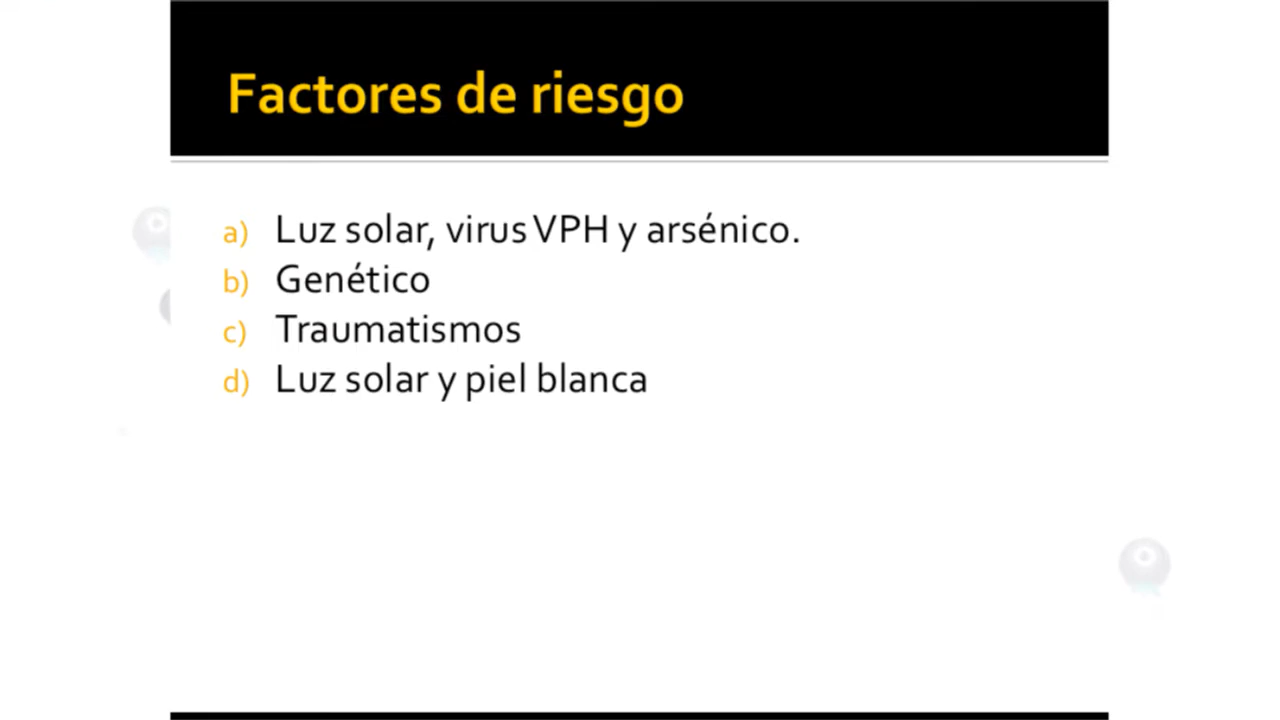 Factores de riesgo
a) Luz solar, virus VPH y arsénico.
b) Genético
c) Traumatismos
d) Luz solar y piel blanca